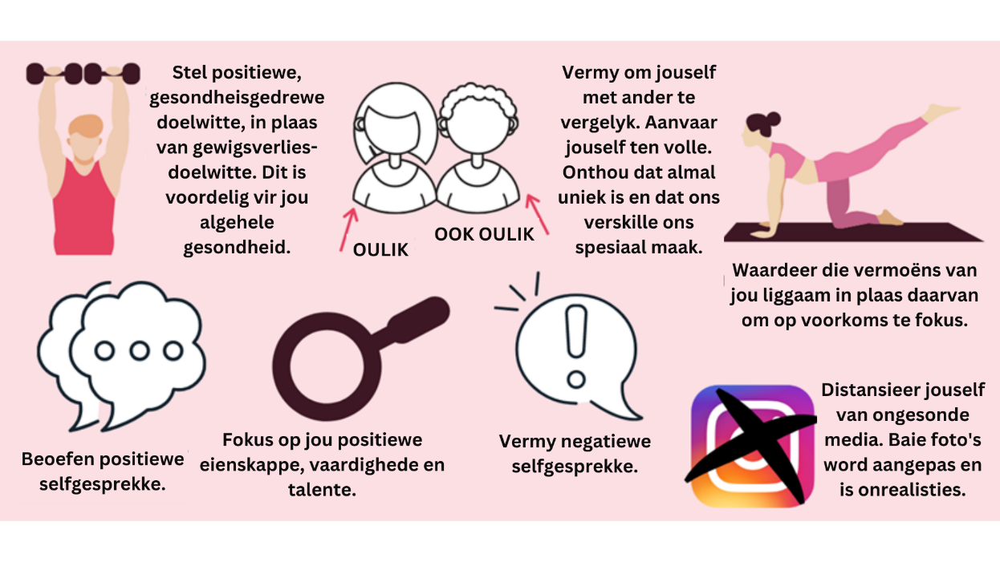 Stel positiewe,
gesondheisgedrewe
doelwitte, in plaas
van gewigsverlies-
doelwitte. Dit is
voordelig vir jou
algehele
gesondheid.
OULIK
OOK OULIK
Vermy om jouself
met ander te
vergelyk. Aanvaar
jouself ten volle.
Onthou dat almal
uniek is en dat ons
verskille ons
spesiaal maak.
Waardeer die vermoëns van
jou liggaam in plaas daarvan
om op voorkoms te fokus.
Beoefen positiewe
selfgesprekke.
Fokus op jou positiewe
eienskappe, vaardighede en
talente.
Vermy negatiewe
selfgesprekke.
Distansieer jouself
van ongesonde
media. Baie foto's
word aangepas en
is onrealisties.